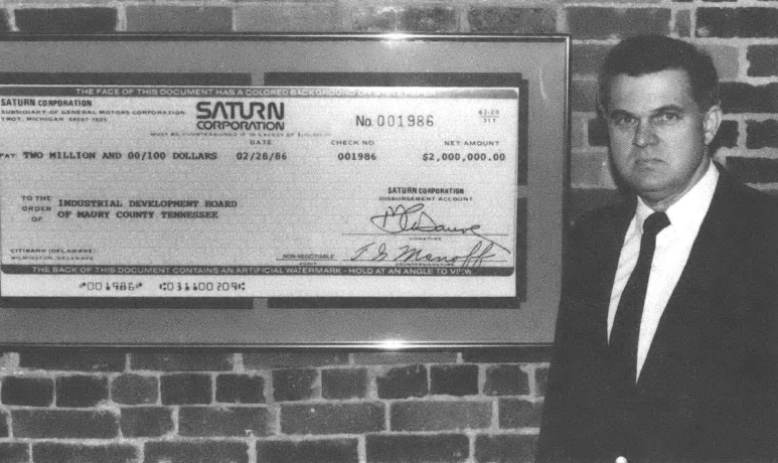 THE FACE OF THIS DOCUMENT HAS A COLORED BACKGROUND
SATURN CORPORATION
SUBSIDIARY OF GENERAL MOTORS CORPORATION
TROY, MICHIGAN
SATURN
CORPORATION
No. 001986
DATE CHECK NO. NET AMOUNT
PAY TWO MILLION AND 00/100 DOLLARS 02/28/86 001986 $2,000,000.00
TO THE
ORDER
OF
INDUSTRIAL DEVELOPMENT BOARD
OF MAURY COUNTY TENNESSEE
SATURN CORPORATION
DISBURSEMENT ACCOUNT
SIGNATURE
CITIBANK (DELAWARE)
WILMINGTON, DELAWARE
NON-NEGOTIABLE
THE BACK OF THIS DOCUMENT CONTAINS AN ARTIFICIAL WATERMARK - HOLD AT AN ANGLE TO VIEW
⑈001986⑈ ⑆031100209⑆